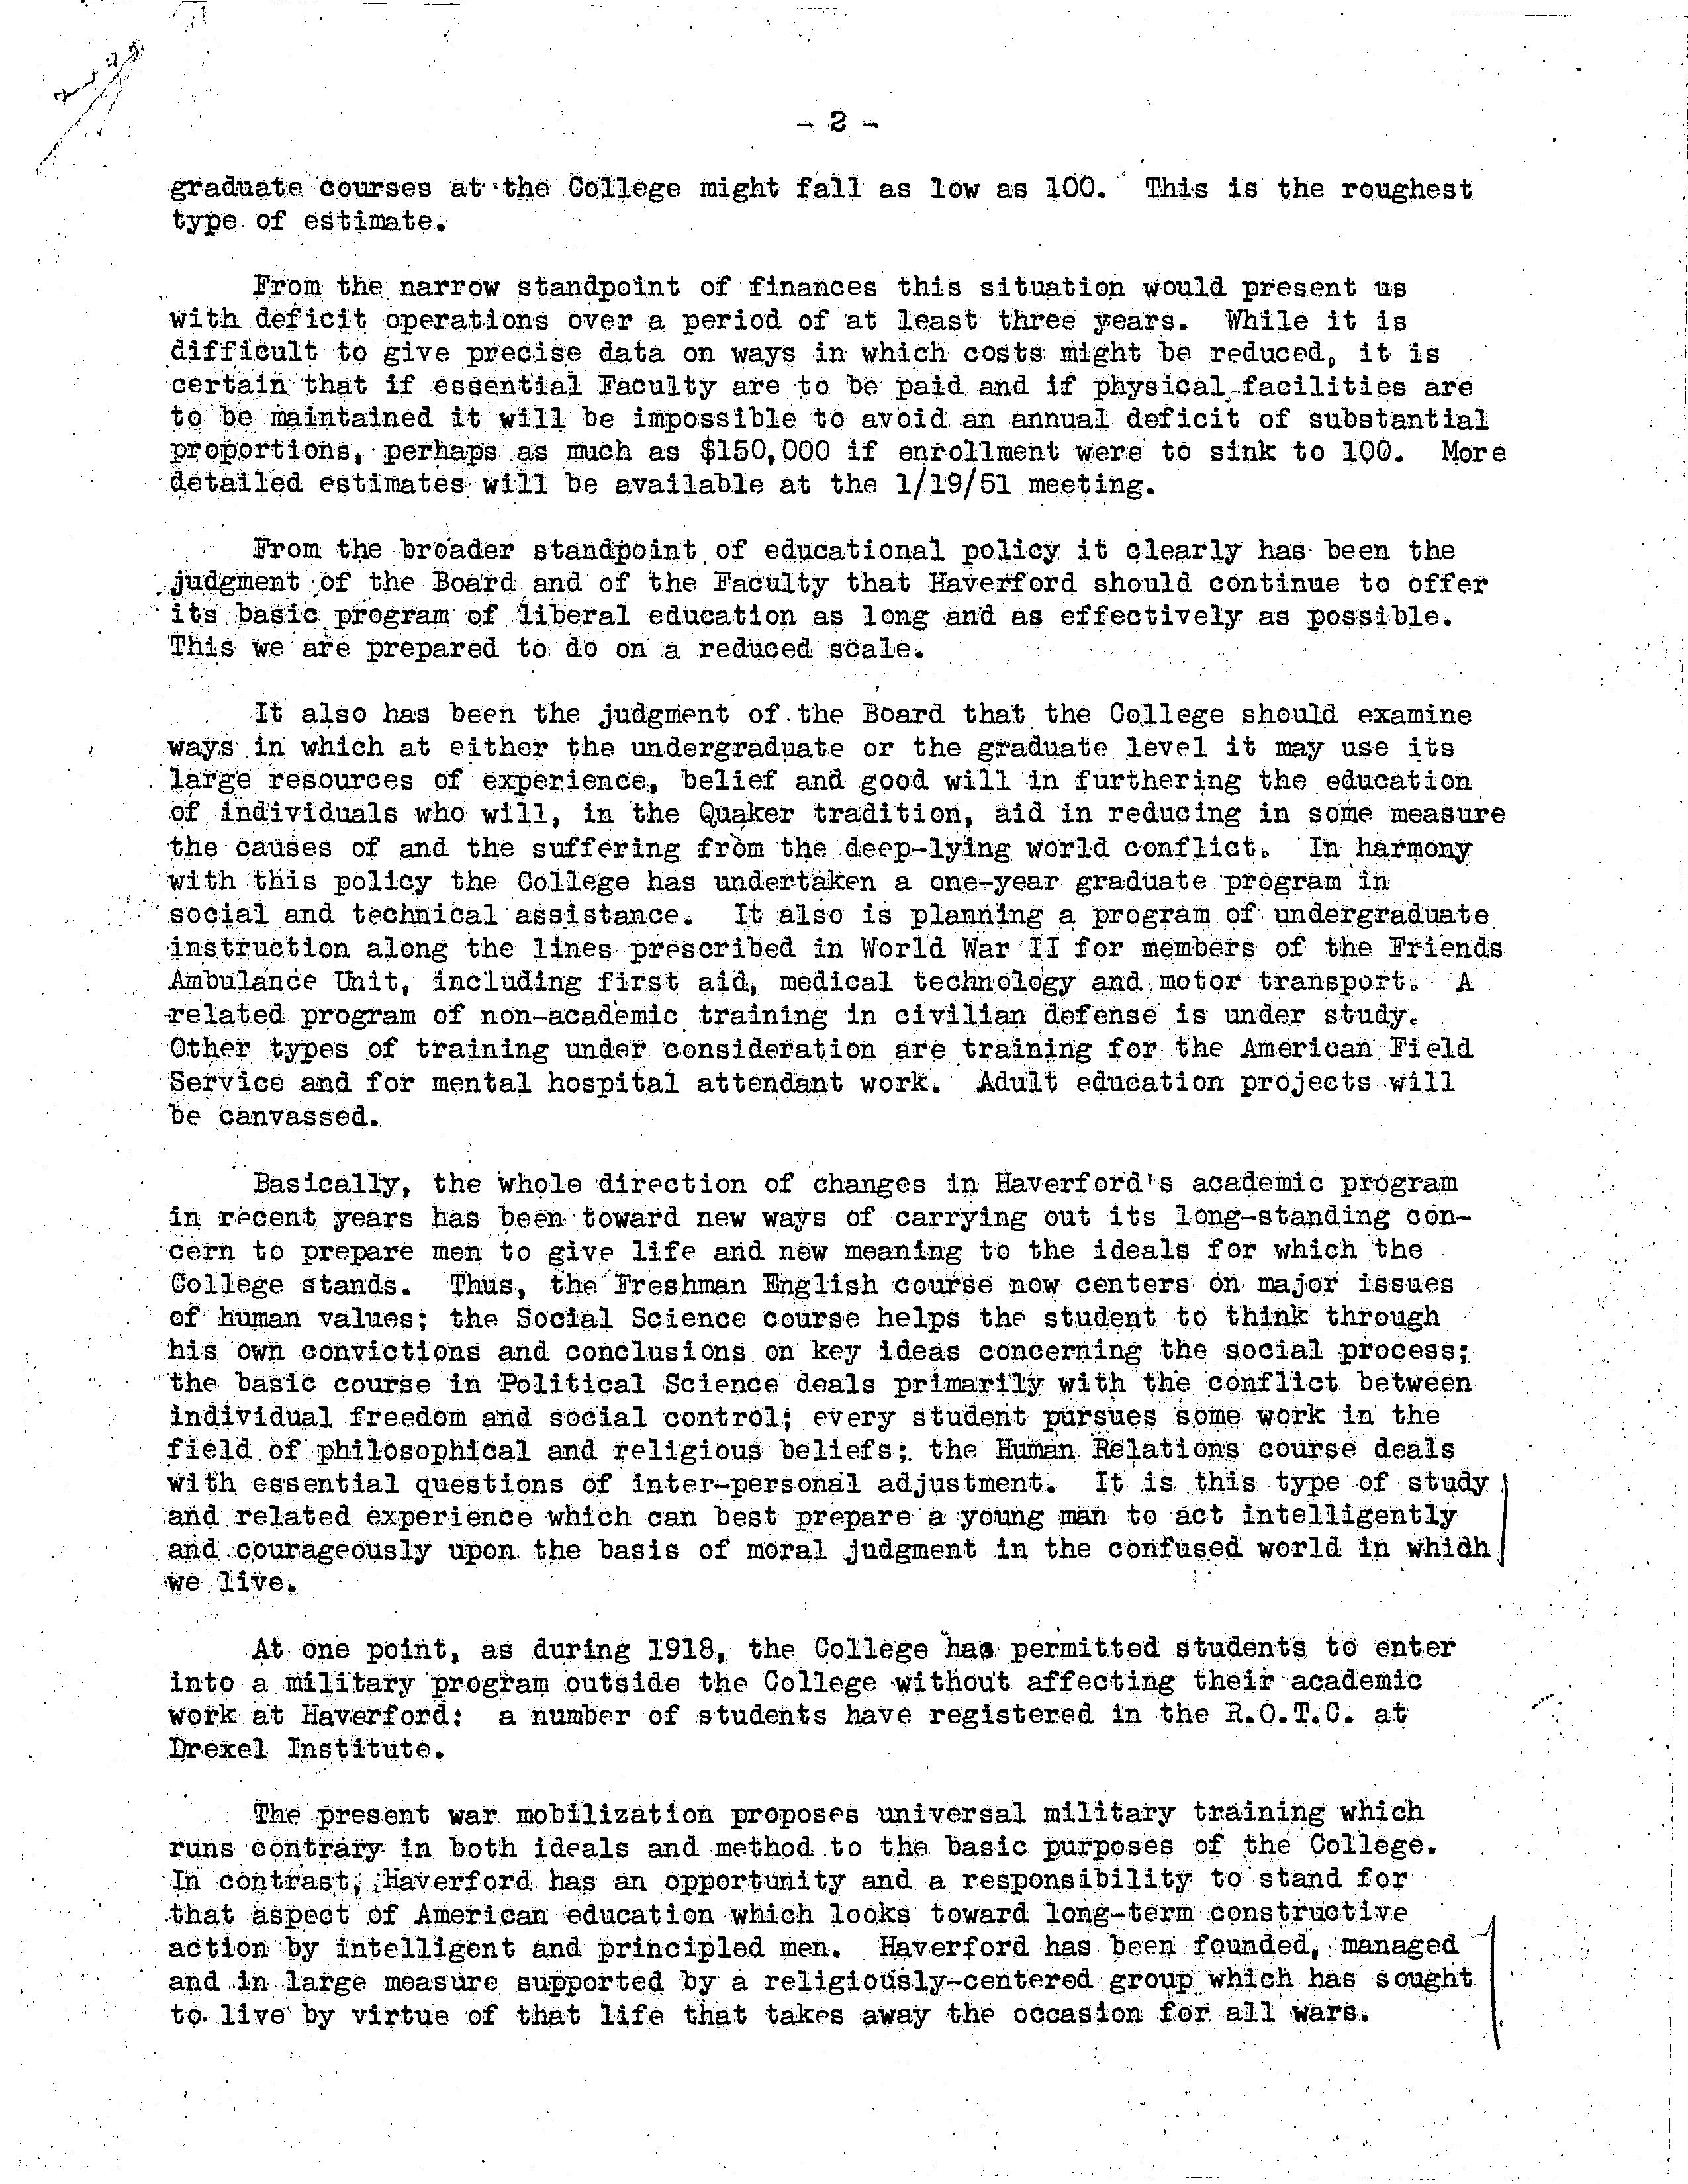 - 2 -
graduate courses at the College might fall as low as 100. This is the roughest
type of estimate.
From the narrow standpoint of finances this situation would present us
with deficit operations over a period of at least three years. While it is
difficult to give precise data on ways in which costs might be reduced, it is
certain that if essential Faculty are to be paid and if physical facilities are
to be maintained it will be impossible to avoid an annual deficit of substantial
proportions, perhaps as much as $150,000 if enrollment were to sink to 100. More
detailed estimates will be available at the 1/19/51 meeting.
From the broader standpoint of educational policy it clearly has been the
judgment of the Board and of the Faculty that Haverford should continue to offer
its basic program of liberal education as long and as effectively as possible.
This we are prepared to do on a reduced scale.
It also has been the judgment of the Board that the College should examine
ways in which at either the undergraduate or the graduate level it may use its
large resources of experience, belief and good will in furthering the education
of individuals who will, in the Quaker tradition, aid in reducing in some measure
the causes of and the suffering from the deep-lying world conflict. In harmony
with this policy the College has undertaken a one-year graduate program in
social and technical assistance. It also is planning a program of undergraduate
instruction along the lines prescribed in World War II for members of the Friends
Ambulance Unit, including first aid, medical technology and motor transport. A
related program of non-academic training in civilian defense is under study.
Other types of training under consideration are training for the American Field
Service and for mental hospital attendant work. Adult education projects will
be canvassed.
Basically, the whole direction of changes in Haverford's academic program
in recent years has been toward new ways of carrying out its long-standing con-
cern to prepare men to give life and new meaning to the ideals for which the
College stands. Thus, the Freshman English course now centers on major issues
of human values; the Social Science course helps the student to think through
his own convictions and conclusions on key ideas concerning the social process;
the basic course in Political Science deals primarily with the conflict between
individual freedom and social control; every student pursues some work in the
field of philosophical and religious beliefs; the Human Relations course deals
with essential questions of inter-personal adjustment. It is this type of study
and related experience which can best prepare a young man to act intelligently
and courageously upon the basis of moral judgment in the confused world in whidh
we live.
At one point, as during 1918, the College has permitted students to enter
into a military program outside the College without affecting their academic
work at Haverford: a number of students have registered in the R.O.T.C. at
Drexel Institute.
The present war mobilization proposes universal military training which
runs contrary in both ideals and method to the basic purposes of the College.
In contrast, Haverford has an opportunity and a responsibility to stand for
that aspect of American education which looks toward long-term constructive
action by intelligent and principled men. Haverford has been founded, managed
and in large measure supported by a religiously-centered group which has sought
to live by virtue of that life that takes away the occasion for all wars.